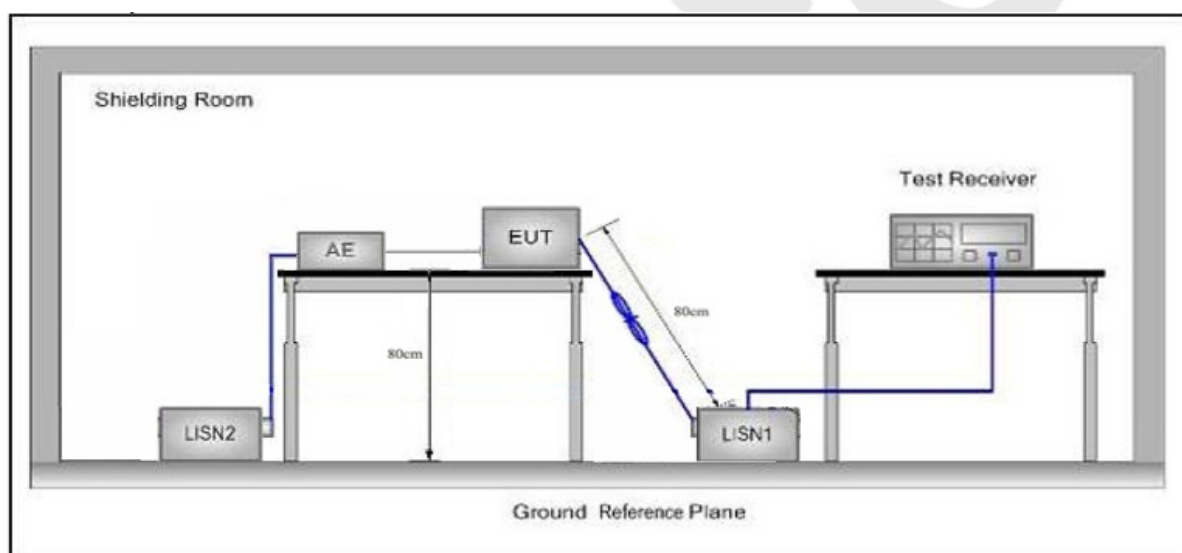 Shielding Room
Test Receiver
AE
EUT
80cm
80cm
LISN2
LISN1
Ground Reference Plane